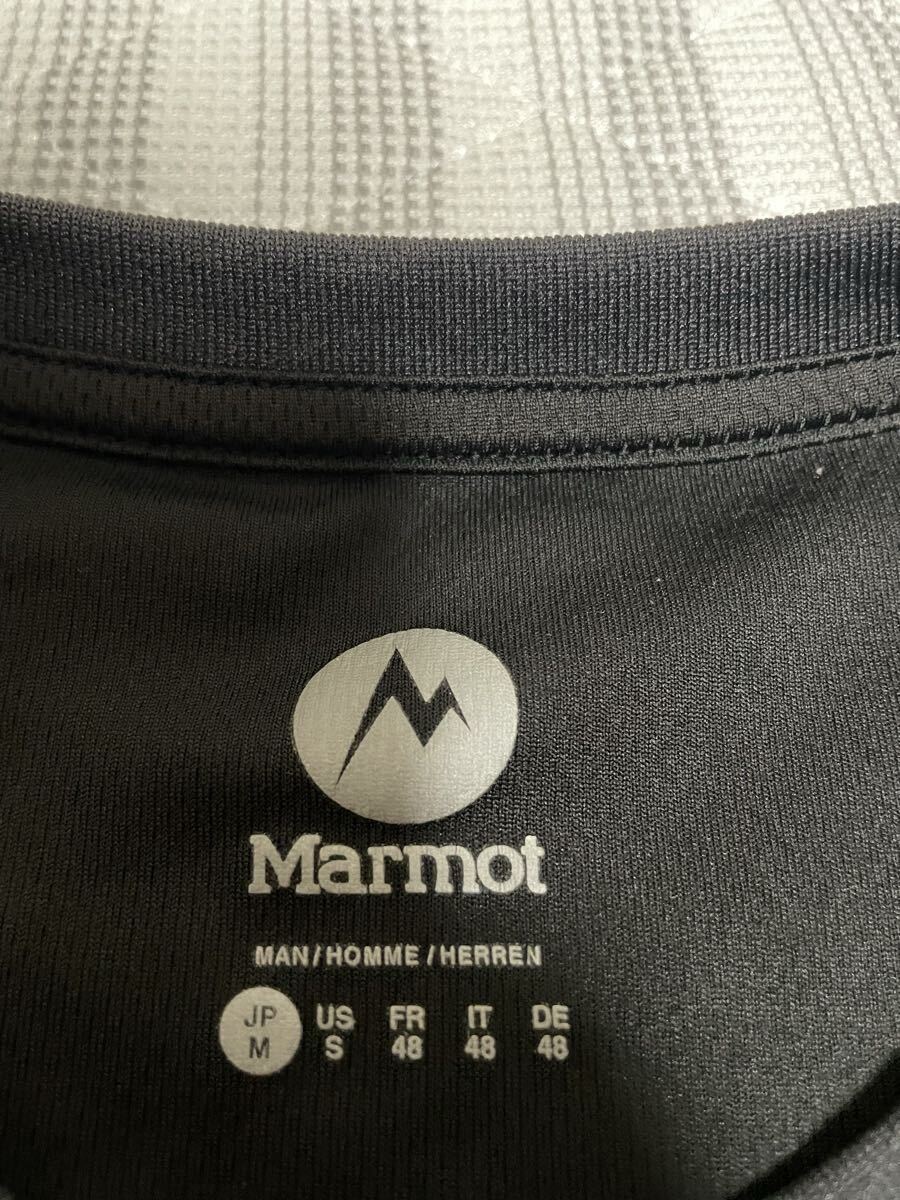 Marmot
MAN/HOMME/HERREN
JP US FR IT DE
M S 48 48 48